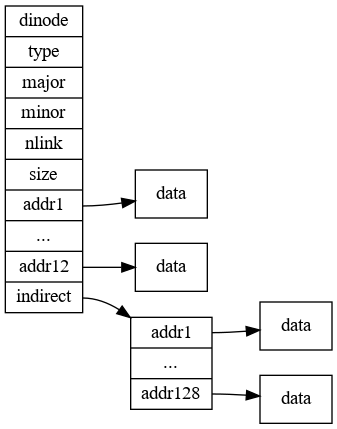 dinode
type
major
minor
nlink
size
addr1
...
addr12
indirect
data
data
addr1
...
addr128
data
data